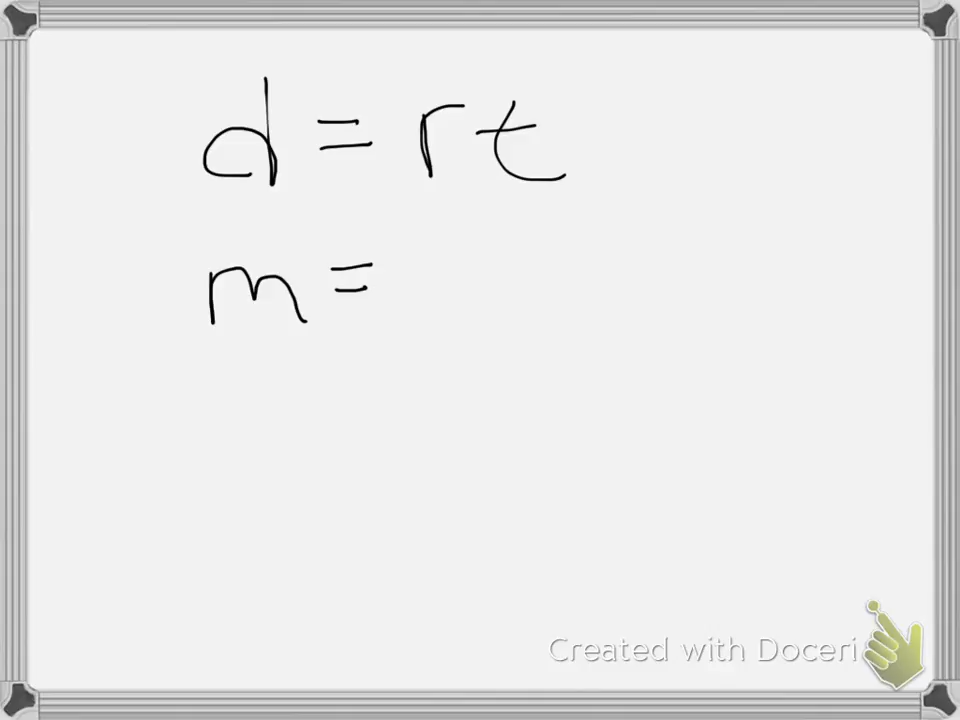 d = rt
m =
Created with Doceri